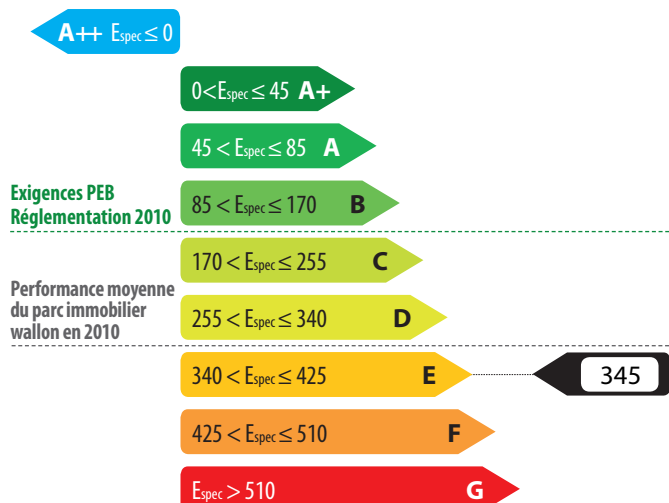 A++ Espec ≤ 0
0<Espec ≤ 45 A+
45 < Espec ≤ 85 A
Exigences PEB
Réglementation 2010
85 < Espec ≤ 170 B
170 < Espec ≤ 255 C
Performance moyenne
du parc immobilier
wallon en 2010
255 < Espec ≤ 340 D
340 < Espec ≤ 425 E
345
425 < Espec ≤ 510 F
Espec > 510 G